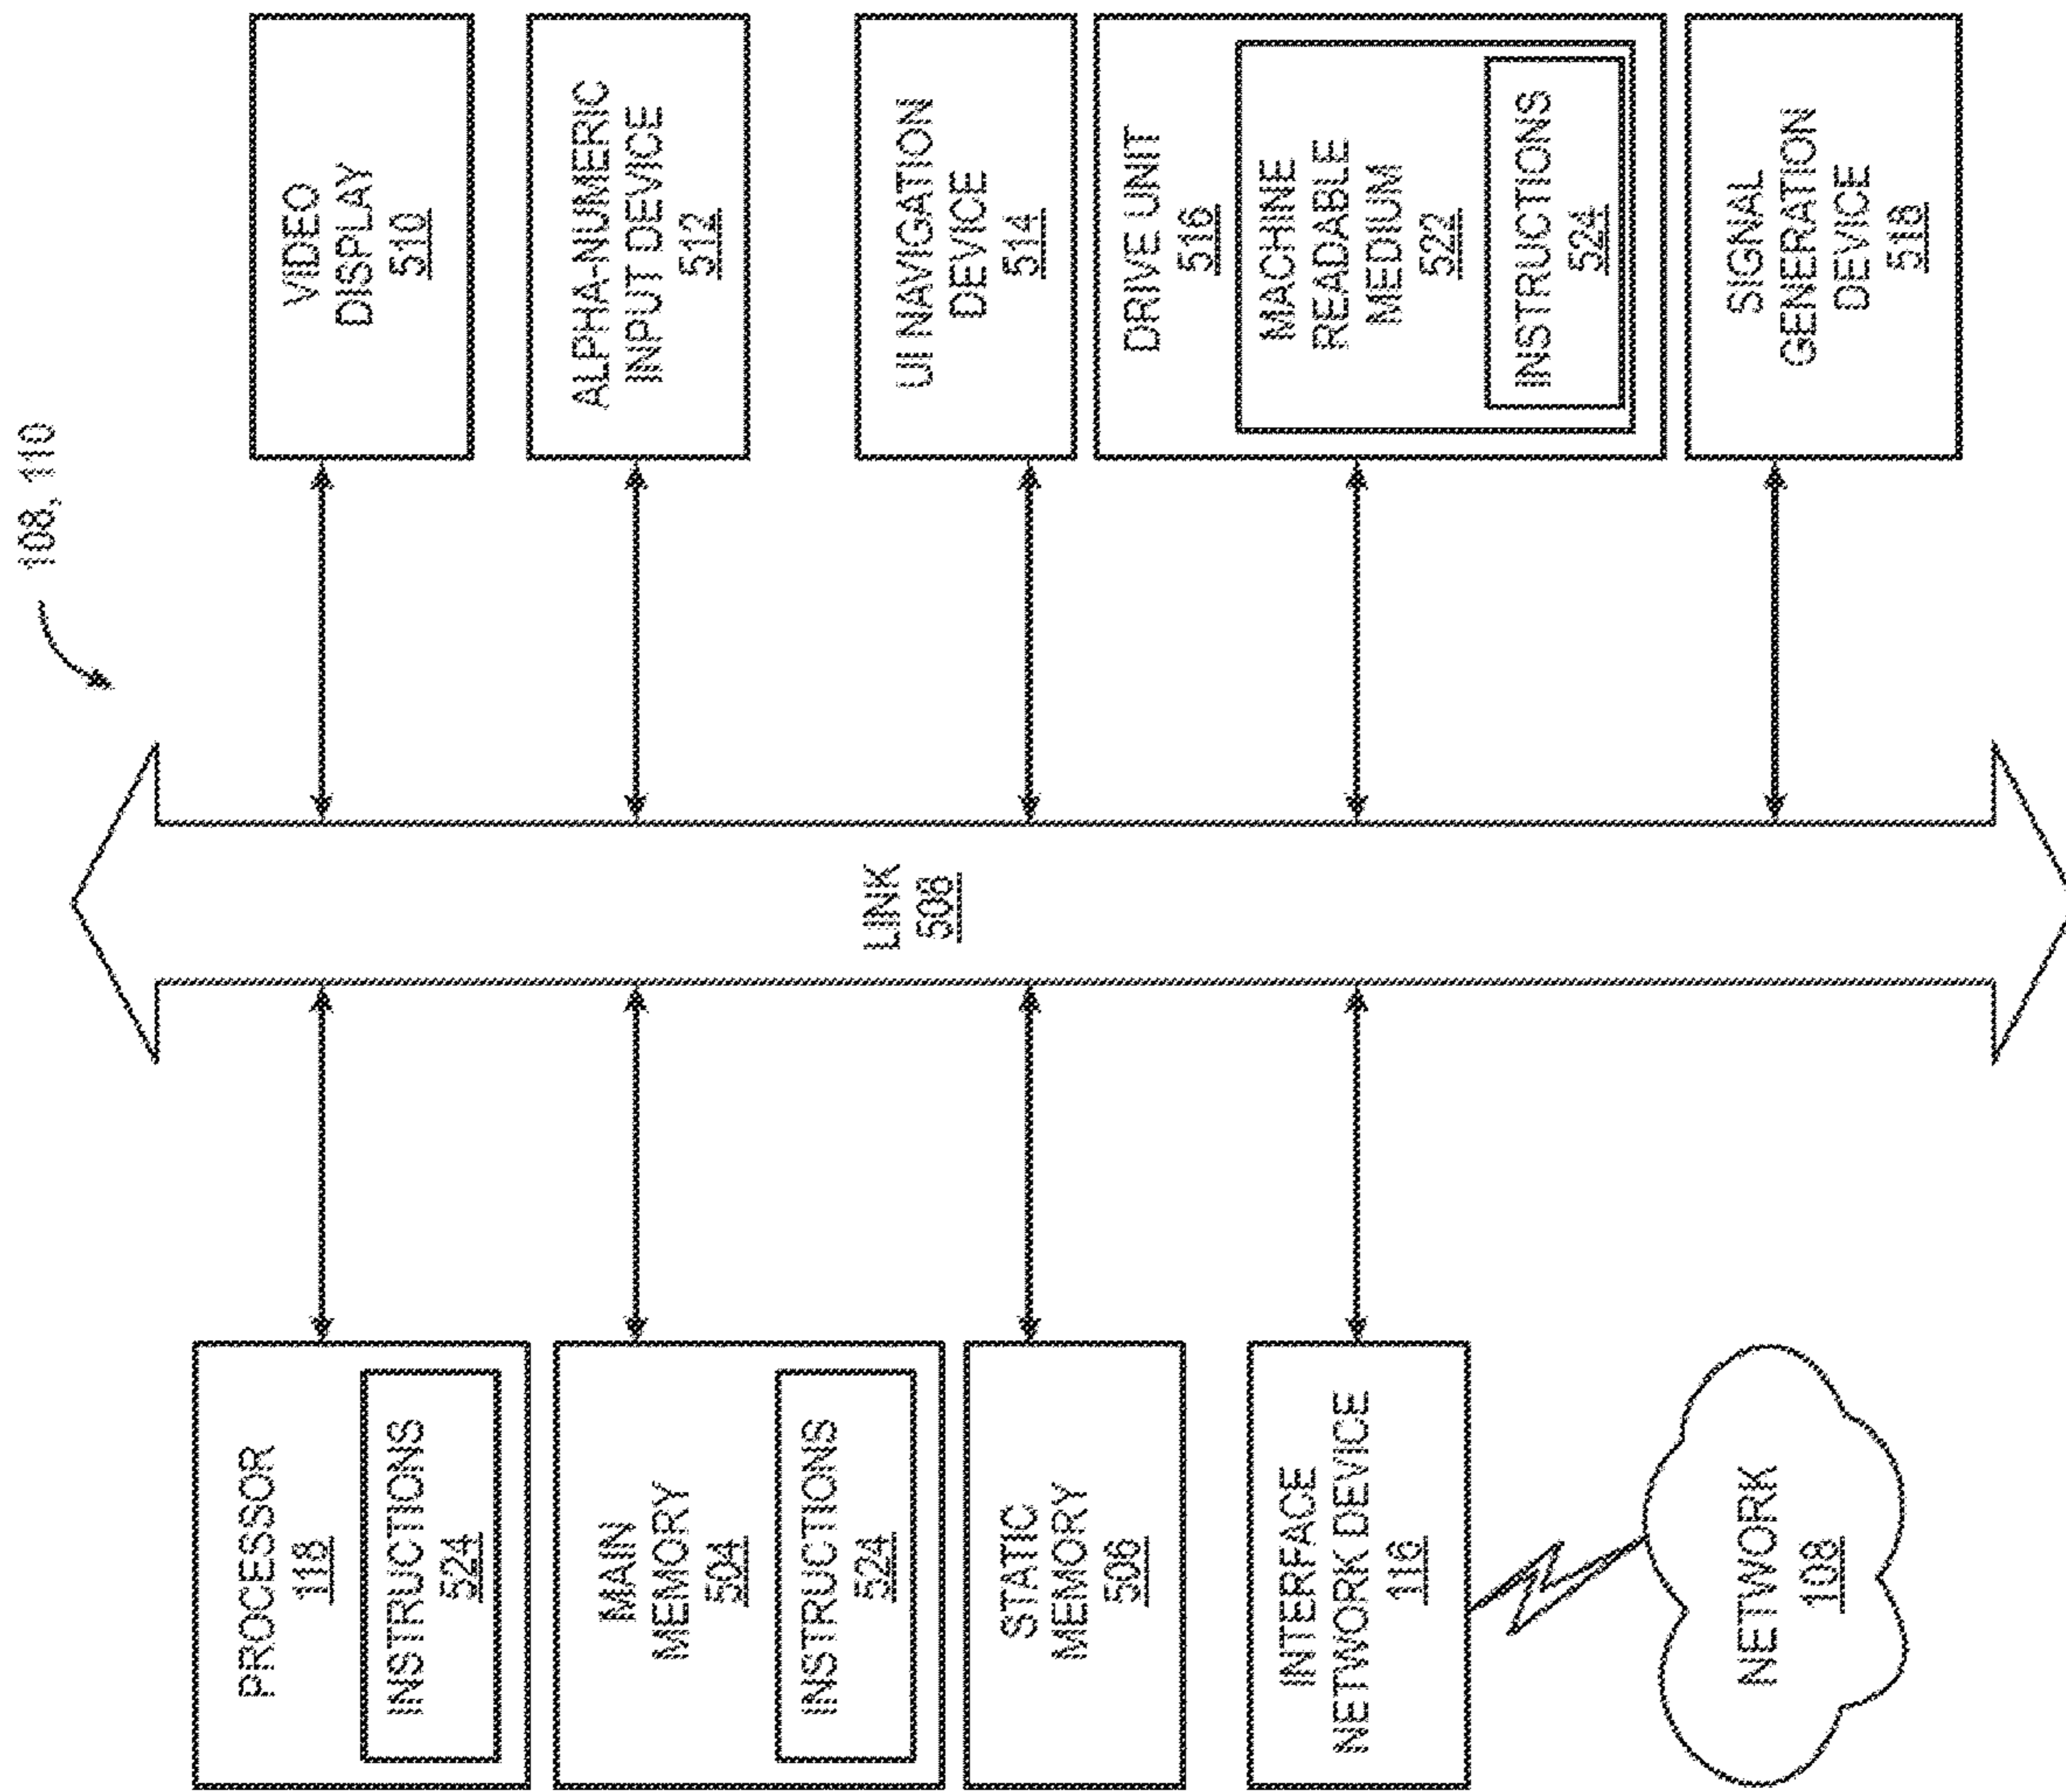 108, 110
PROCESSOR
118
INSTRUCTIONS
524
MAIN
MEMORY
504
INSTRUCTIONS
524
STATIC
MEMORY
506
INTERFACE
NETWORK DEVICE
116
NETWORK
108
LINK
508
VIDEO
DISPLAY
510
ALPHA-NUMERIC
INPUT DEVICE
512
UI NAVIGATION
DEVICE
514
DRIVE UNIT
516
MACHINE
READABLE
MEDIUM
522
INSTRUCTIONS
524
SIGNAL
GENERATION
DEVICE
518